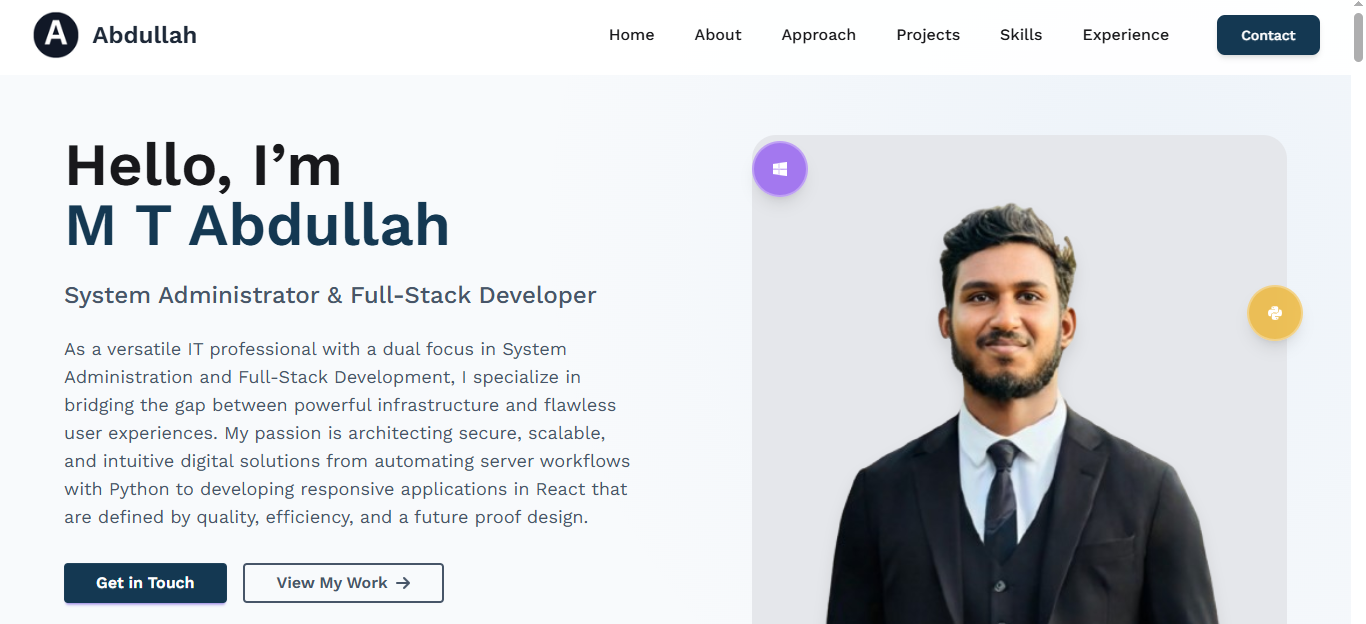 A Abdullah
Home About Approach Projects Skills Experience Contact
Hello, I’m
M T Abdullah
System Administrator & Full-Stack Developer
As a versatile IT professional with a dual focus in System
Administration and Full-Stack Development, I specialize in
bridging the gap between powerful infrastructure and flawless
user experiences. My passion is architecting secure, scalable,
and intuitive digital solutions from automating server workflows
with Python to developing responsive applications in React that
are defined by quality, efficiency, and a future proof design.
Get in Touch View My Work →